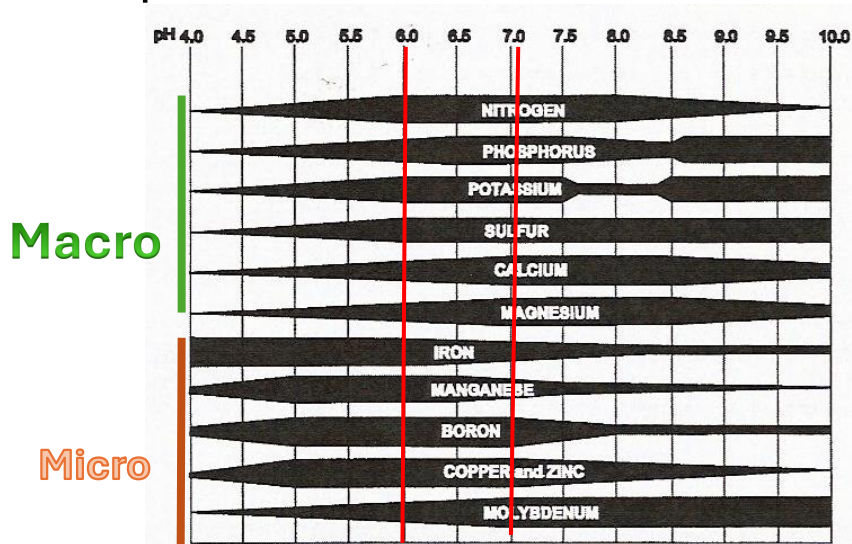 pH 4.0 4.5 5.0 5.5 6.0 6.5 7.0 7.5 8.0 8.5 9.0 9.5 10.0
NITROGEN
PHOSPHORUS
POTASSIUM
SULFUR
Macro
CALCIUM
MAGNESIUM
IRON
MANGANESE
BORON
Micro
COPPER and ZINC
MOLYBDENUM